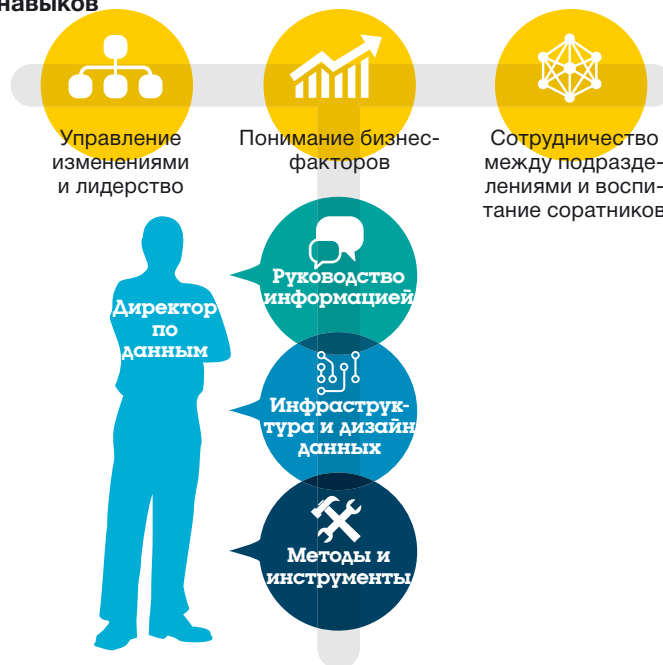 навыков
Управление
изменениями
и лидерство
Понимание бизнес-
факторов
Сотрудничество
между подразде-
лениями и воспи-
тание соратников
Директор
по
данным
Руководство
информацией
Инфраструк-
тура и дизайн
данных
Методы и
инструменты